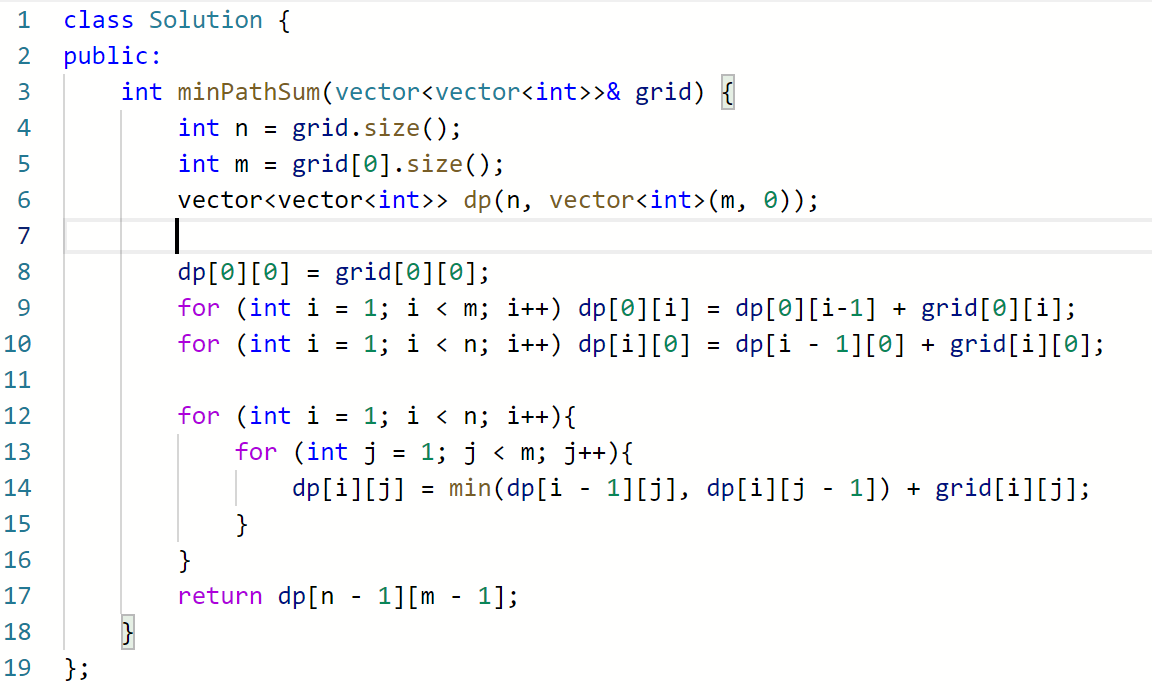 1 class Solution {
2 public:
3 int minPathSum(vector<vector<int>>& grid) {
4 int n = grid.size();
5 int m = grid[0].size();
6 vector<vector<int>> dp(n, vector<int>(m, 0));
7
8 dp[0][0] = grid[0][0];
9 for (int i = 1; i < m; i++) dp[0][i] = dp[0][i-1] + grid[0][i];
10 for (int i = 1; i < n; i++) dp[i][0] = dp[i - 1][0] + grid[i][0];
11
12 for (int i = 1; i < n; i++){
13 for (int j = 1; j < m; j++){
14 dp[i][j] = min(dp[i - 1][j], dp[i][j - 1]) + grid[i][j];
15 }
16 }
17 return dp[n - 1][m - 1];
18 }
19 };